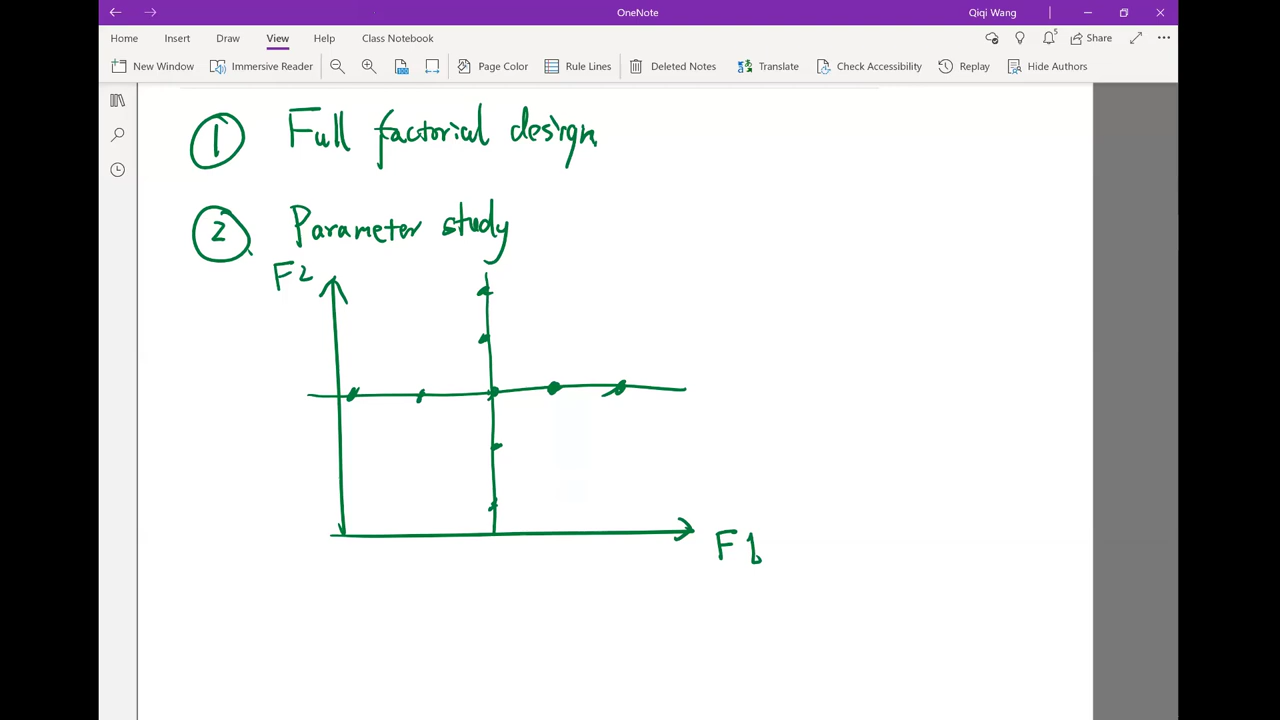 OneNote
Qiqi Wang
Home Insert Draw View Help Class Notebook
5 Share
New Window Immersive Reader Page Color Rule Lines Deleted Notes Translate Check Accessibility Replay Hide Authors
1 Full factorial design
2 Parameter study
F2
F1